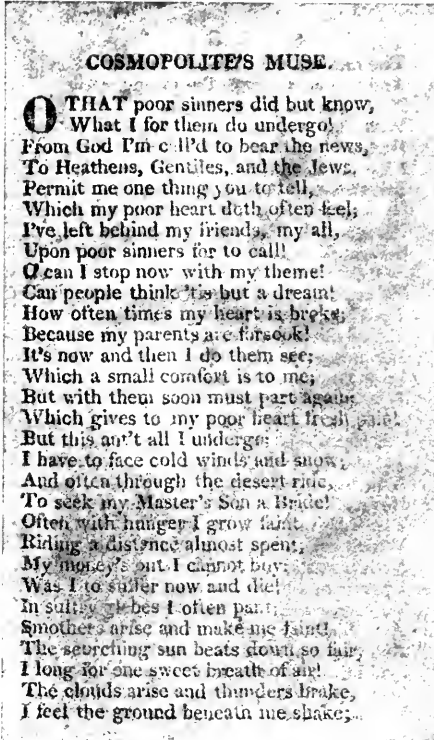 COSMOPOLITE'S MUSE.
O THAT poor sinners did but know,
What I for them do undergo!
From God I'm call'd to bear the news,
To Heathens, Gentiles, and the Jews.
Permit me one thing you to tell,
Which my poor heart doth often feel;
I've left behind my friends, my all,
Upon poor sinners for to call!
O can I stop now with my theme!
Can people think 'tis but a dream!
How often times my heart is broke;
Because my parents are forsook!
It's now and then I do them see;
Which a small comfort is to me;
But with them soon must part again;
Which gives to my poor heart fresh pain!
But this an't all I undergo;
I have to face cold winds and snow,
And often through the desert ride,
To seek my Master's Son a Bride!
Often with hunger I grow faint,
Riding a distance almost spent,
My money's out I cannot buy;
Was I to suffer now and die!
In sultry I often pant;
Smothers arise and make me faint!
The scorching sun beats down so fair,
I long for one sweet breath of air!
The clouds arise and thunders brake,
I feel the ground beneath me shake;